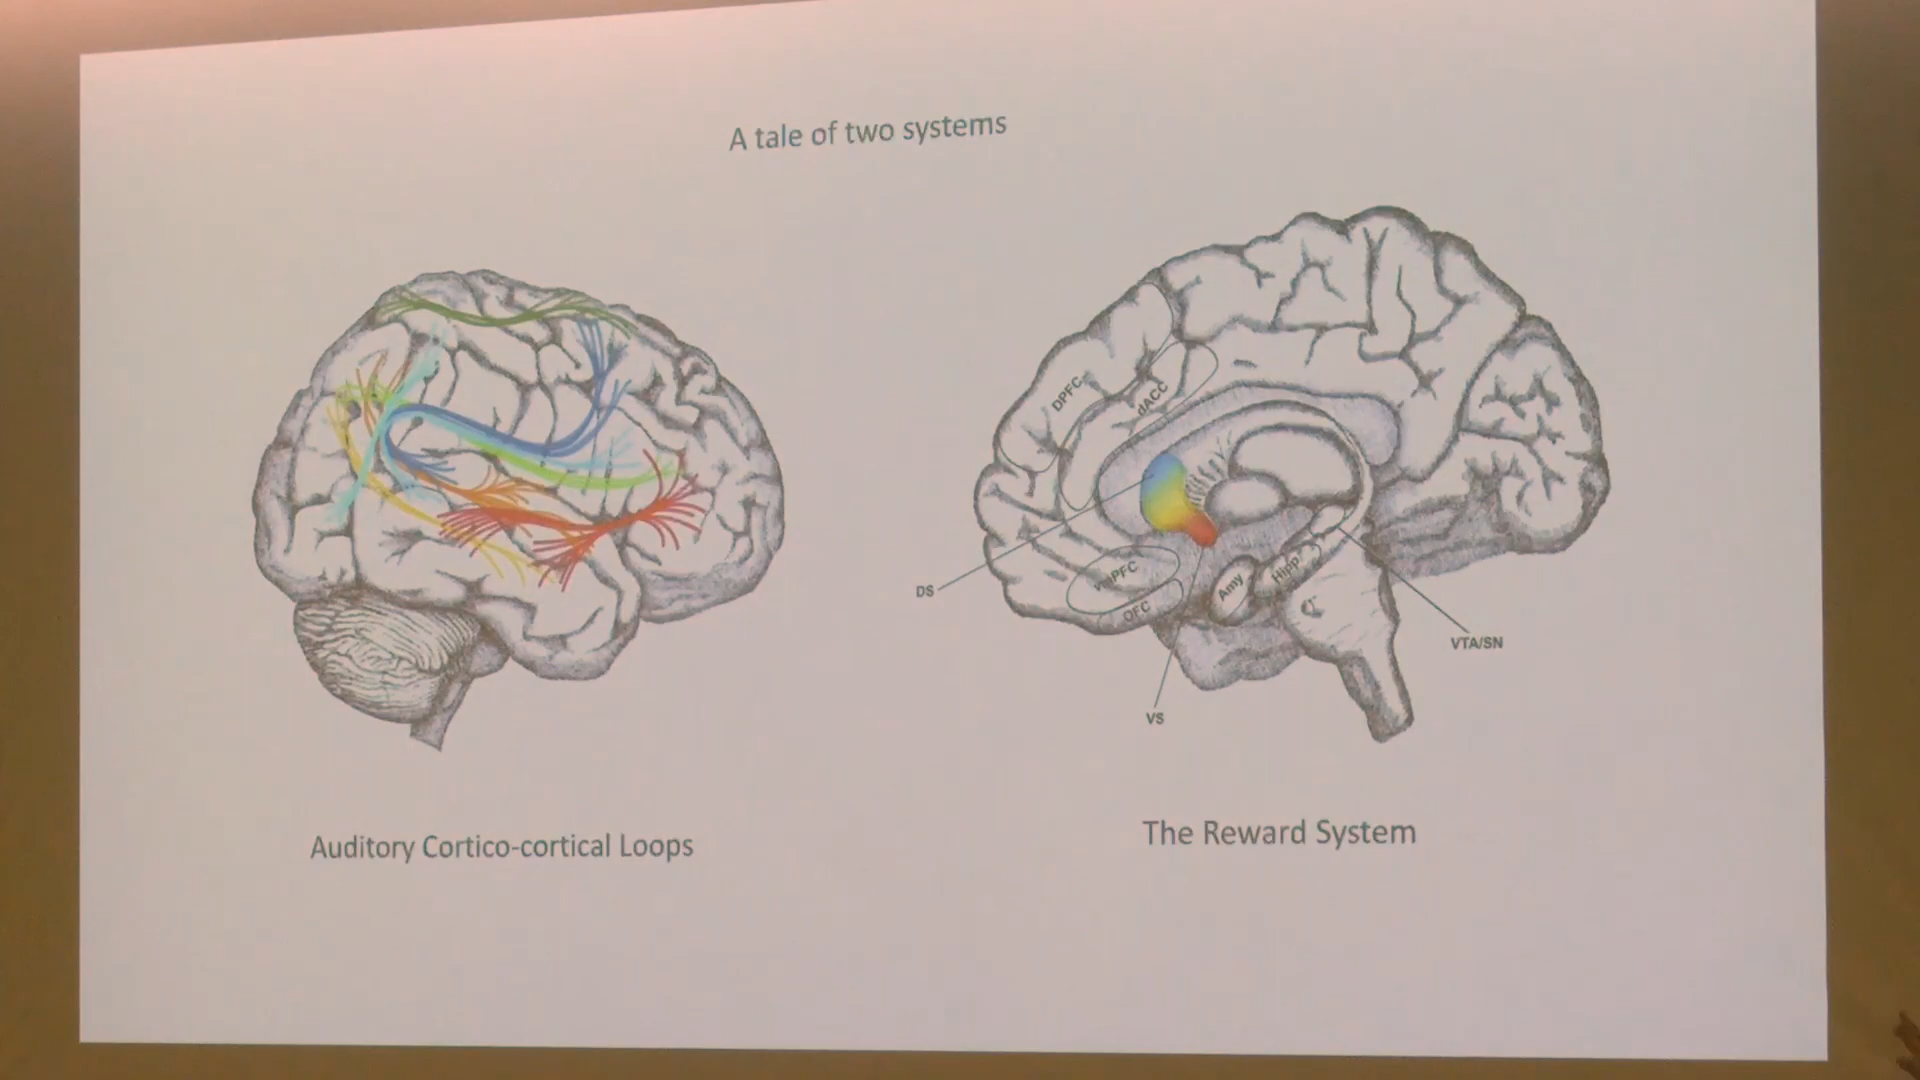 A tale of two systems
DPFC
dACC
vmPFC
OFC
Amy
Hipp
DS
VTA/SN
VS
Auditory Cortico-cortical Loops
The Reward System